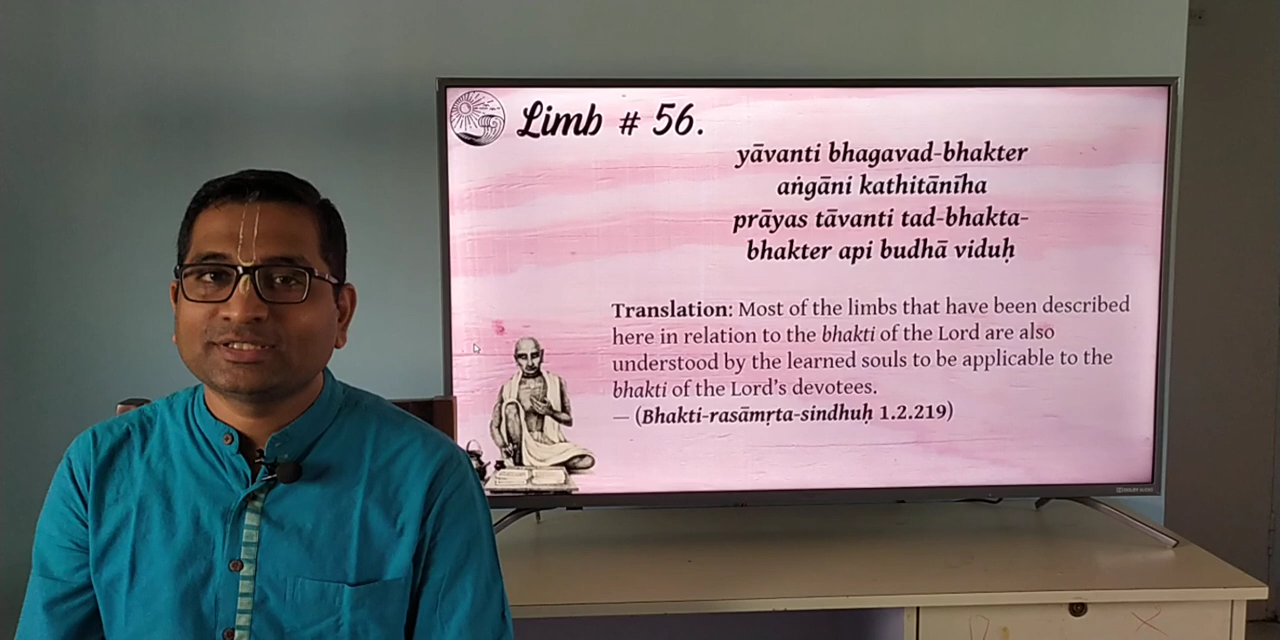 Limb # 56.
yāvanti bhagavad-bhakter
aṅgāni kathitānīha
prāyas tāvanti tad-bhakta-
bhakter api budhā viduḥ
Translation: Most of the limbs that have been described
here in relation to the bhakti of the Lord are also
understood by the learned souls to be applicable to the
bhakti of the Lord's devotees.
— (Bhakti-rasāmṛta-sindhuḥ 1.2.219)